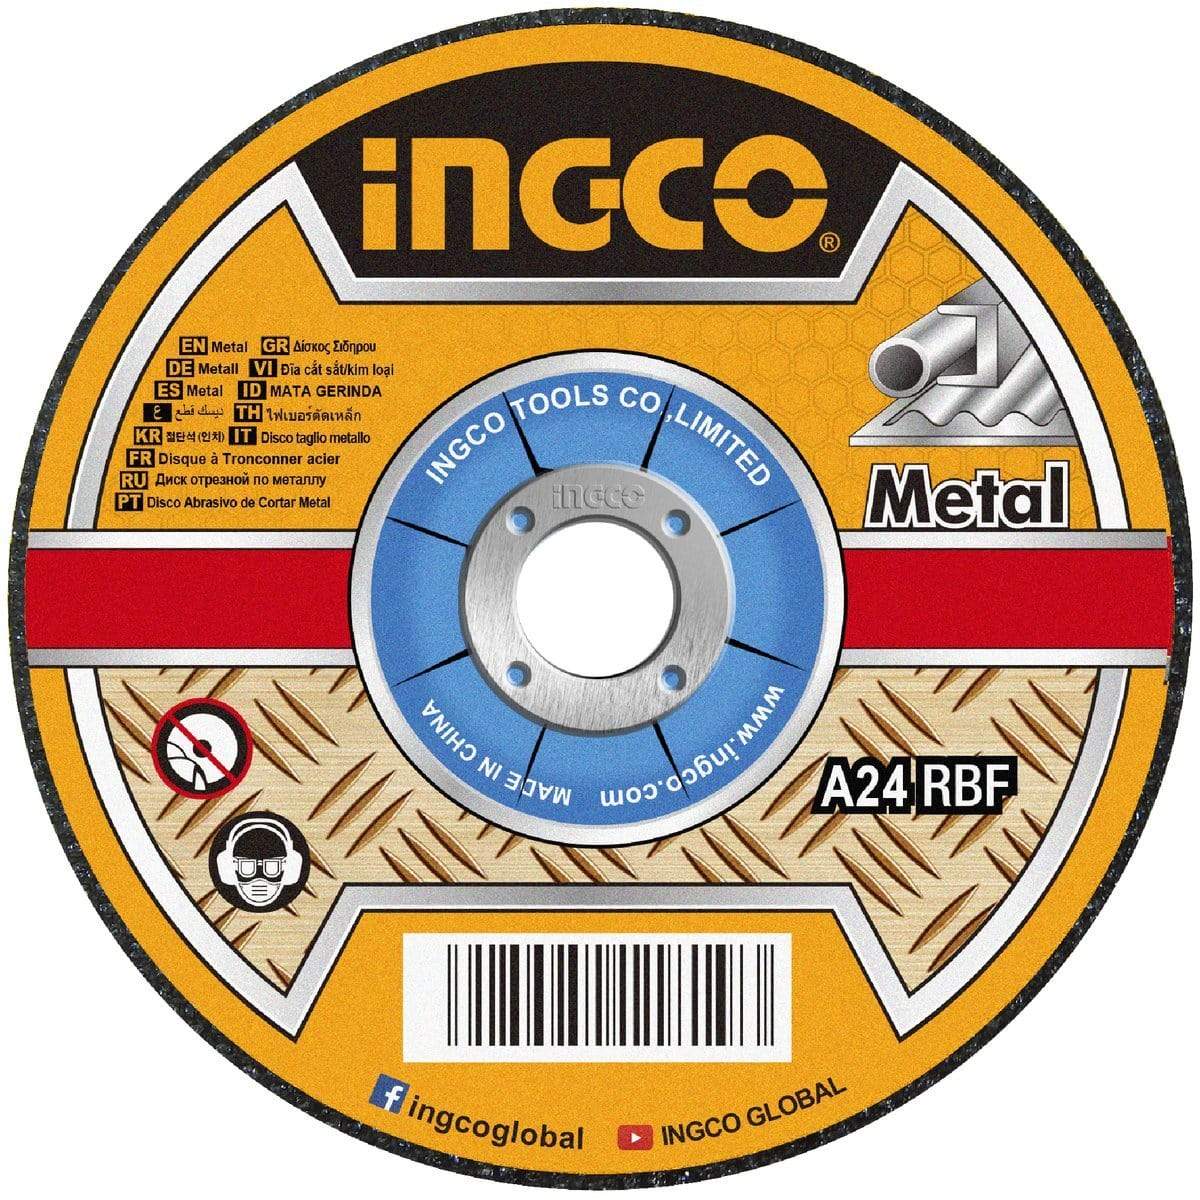 INGCO®
EN Metal GR Δίσκος Σιδηρου
DE Metall VI Đĩa cắt sắt/kim loại
ES Metal ID MATA GERINDA
ع ديسك قطع TH ไฟเบอร์ตัดเหล็ก
KR 절단석(인치) IT Disco taglio metallo
FR Disque à Tronconner acier
RU Диск отрезной по металлу
PT Disco Abrasivo de Cortar Metal
Metal
INGCO TOOLS CO.,LIMITED
INGCO
www.ingco.com
MADE IN CHINA
A24 RBF
f ingcoglobal
INGCO GLOBAL